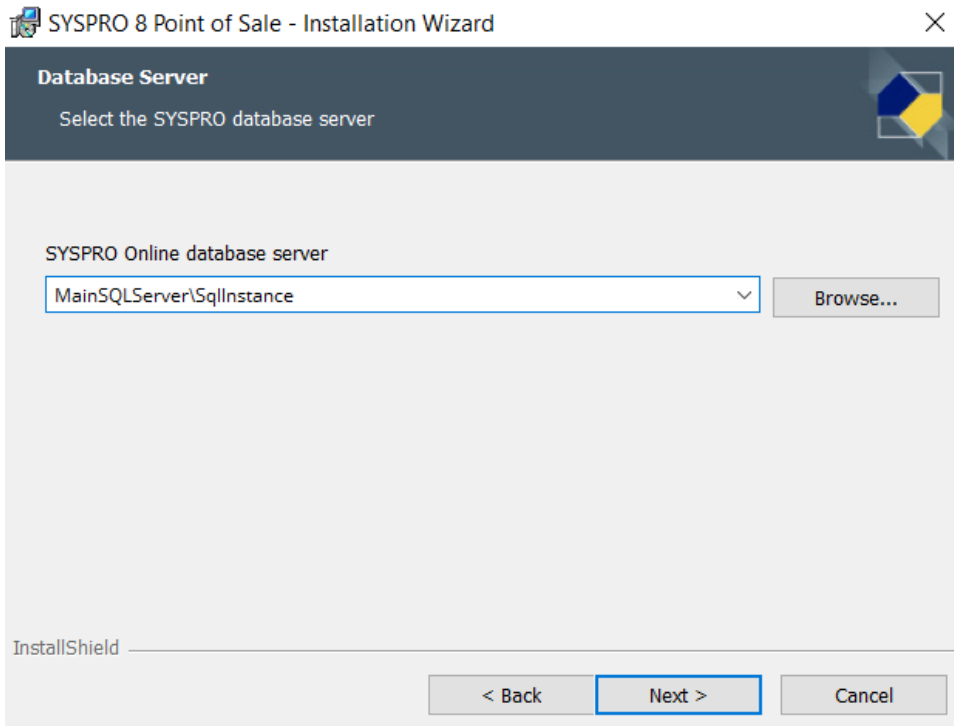 SYSPRO 8 Point of Sale - Installation Wizard
Database Server
Select the SYSPRO database server
SYSPRO Online database server
MainSQLServer\SqlInstance
Browse...
InstallShield
< Back
Next >
Cancel